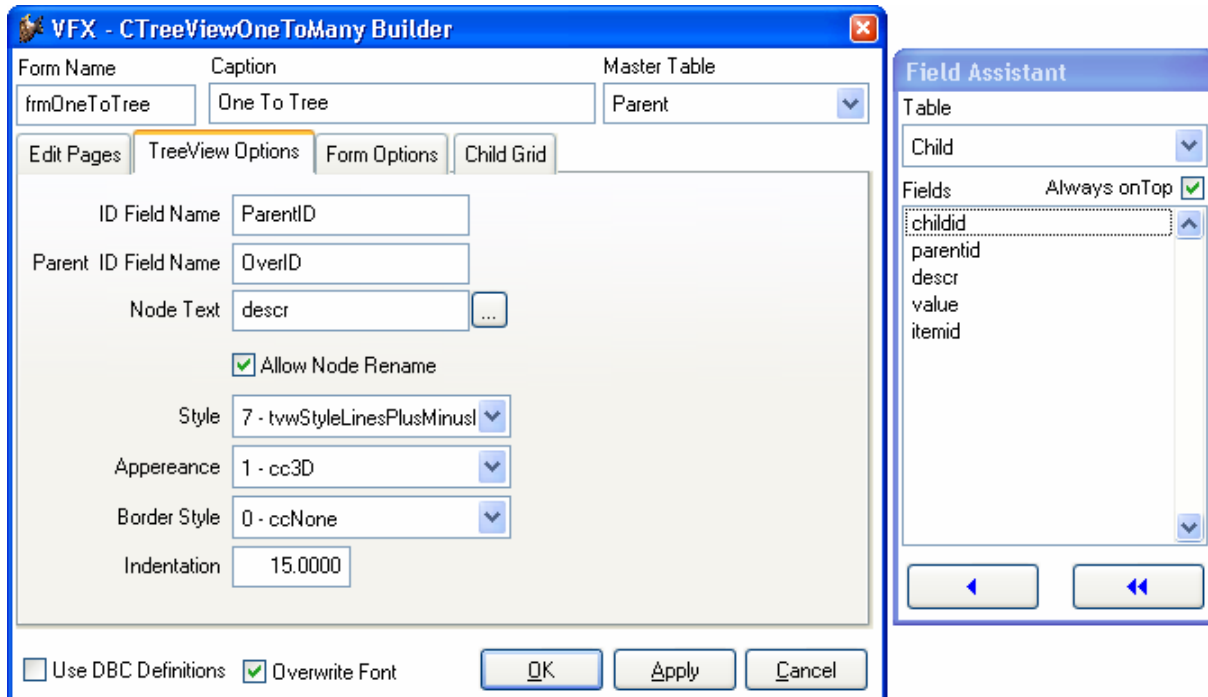 VFX - CTreeViewOneToMany Builder
Form Name Caption Master Table
frmOneToTree One To Tree Parent
Edit Pages TreeView Options Form Options Child Grid
ID Field Name ParentID
Parent ID Field Name OverID
Node Text descr ...
Allow Node Rename
Style 7 - tvwStyleLinesPlusMinusI
Appereance 1 - cc3D
Border Style 0 - ccNone
Indentation 15.0000
Use DBC Definitions Overwrite Font OK Apply Cancel
Field Assistant
Table
Child
Fields Always onTop
childid
parentid
descr
value
itemid